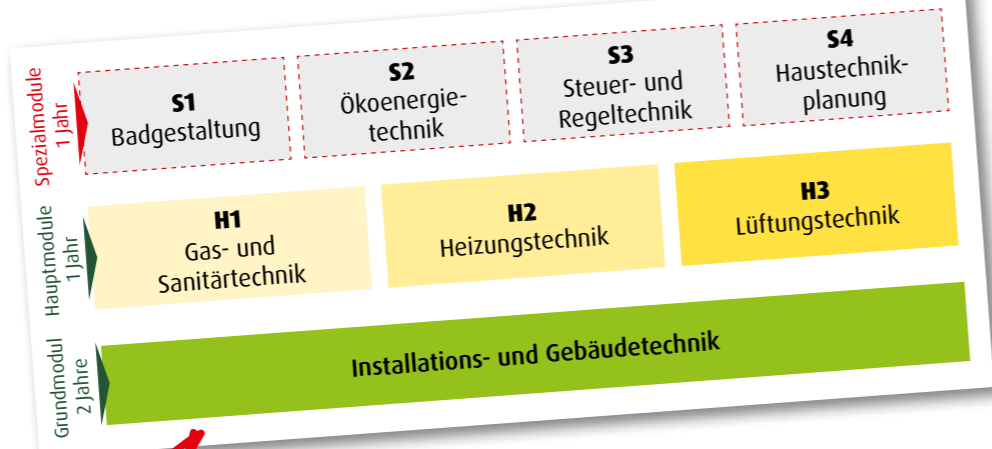 Spezialmodule
1 Jahr
S1
Badgestaltung
S2
Ökoenergie-
technik
S3
Steuer- und
Regeltechnik
S4
Haustechnik-
planung
Hauptmodule
1 Jahr
H1
Gas- und
Sanitärtechnik
H2
Heizungstechnik
H3
Lüftungstechnik
Grundmodul
2 Jahre
Installations- und Gebäudetechnik